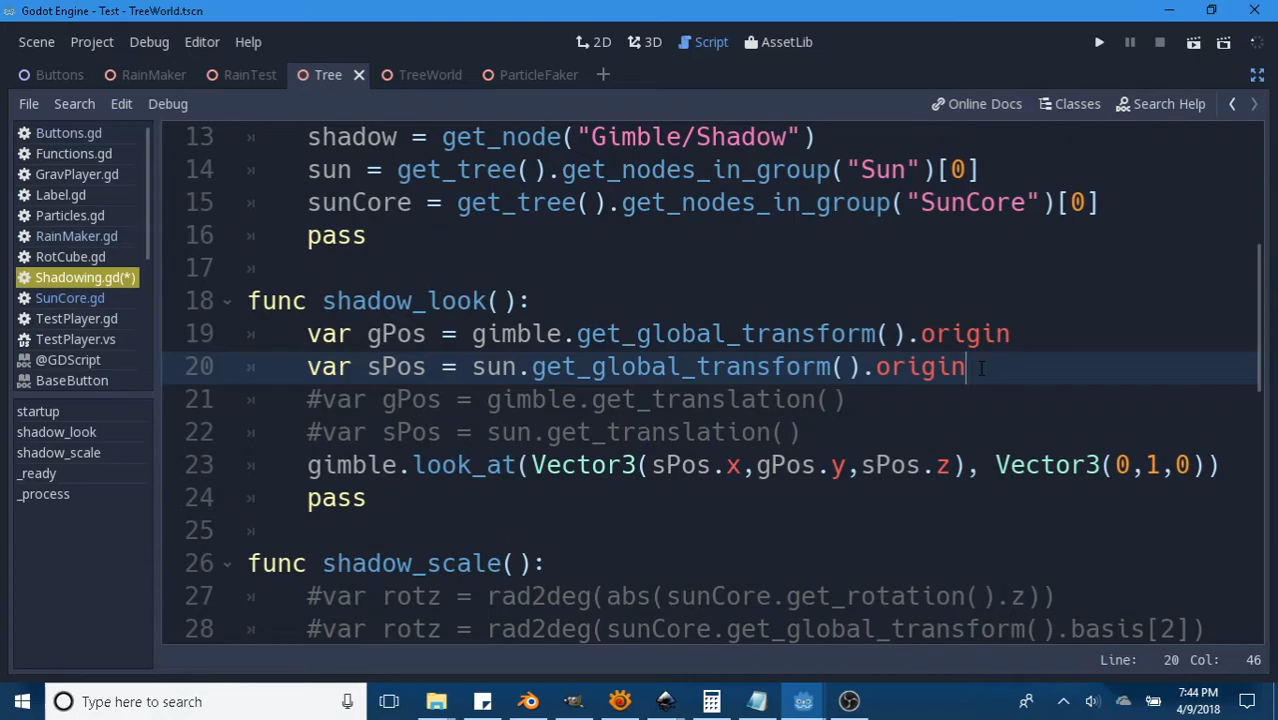 Godot Engine - Test - TreeWorld.tscn
Scene Project Debug Editor Help 2D 3D Script AssetLib
Buttons RainMaker RainTest Tree TreeWorld ParticleFaker
File Search Edit Debug Online Docs Classes Search Help
Buttons.gd
Functions.gd
GravPlayer.gd
Label.gd
Particles.gd
RainMaker.gd
RotCube.gd
Shadowing.gd(*)
SunCore.gd
TestPlayer.gd
TestPlayer.vs
@GDScript
BaseButton
startup
shadow_look
shadow_scale
_ready
_process
13 shadow = get_node("Gimble/Shadow")
14 sun = get_tree().get_nodes_in_group("Sun")[0]
15 sunCore = get_tree().get_nodes_in_group("SunCore")[0]
16 pass
17
18 func shadow_look():
19 var gPos = gimble.get_global_transform().origin
20 var sPos = sun.get_global_transform().origin
21 #var gPos = gimble.get_translation()
22 #var sPos = sun.get_translation()
23 gimble.look_at(Vector3(sPos.x,gPos.y,sPos.z), Vector3(0,1,0))
24 pass
25
26 func shadow_scale():
27 #var rotz = rad2deg(abs(sunCore.get_rotation().z))
28 #var rotz = rad2deg(sunCore.get_global_transform().basis[2])
Line: 20 Col: 46
Type here to search
7:44 PM
4/9/2018